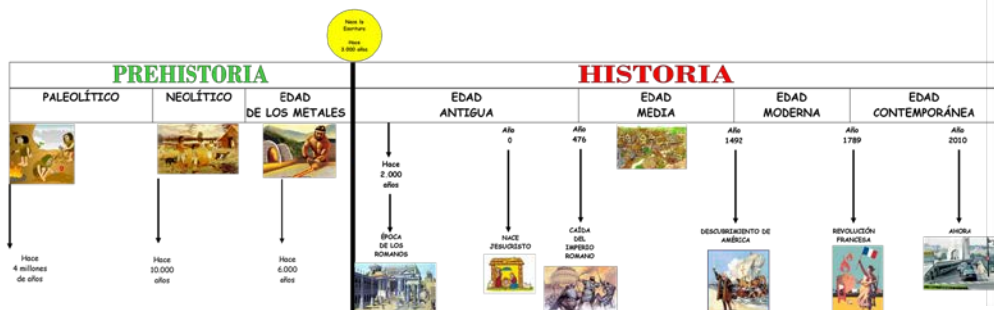 Nace la
Escritura
Hace
3.000 años
PREHISTORIA
HISTORIA
PALEOLÍTICO
NEOLÍTICO
EDAD
DE LOS METALES
EDAD
ANTIGUA
EDAD
MEDIA
EDAD
MODERNA
EDAD
CONTEMPORÁNEA
Hace
2.000
años
Año
0
Año
476
Año
1492
Año
1789
Año
2010
Hace
4 millones
de años
Hace
10.000
años
Hace
6.000
años
ÉPOCA
DE LOS
ROMANOS
NACE
JESUCRISTO
CAÍDA
DEL
IMPERIO
ROMANO
DESCUBRIMIENTO DE
AMÉRICA
REVOLUCIÓN
FRANCESA
AHORA